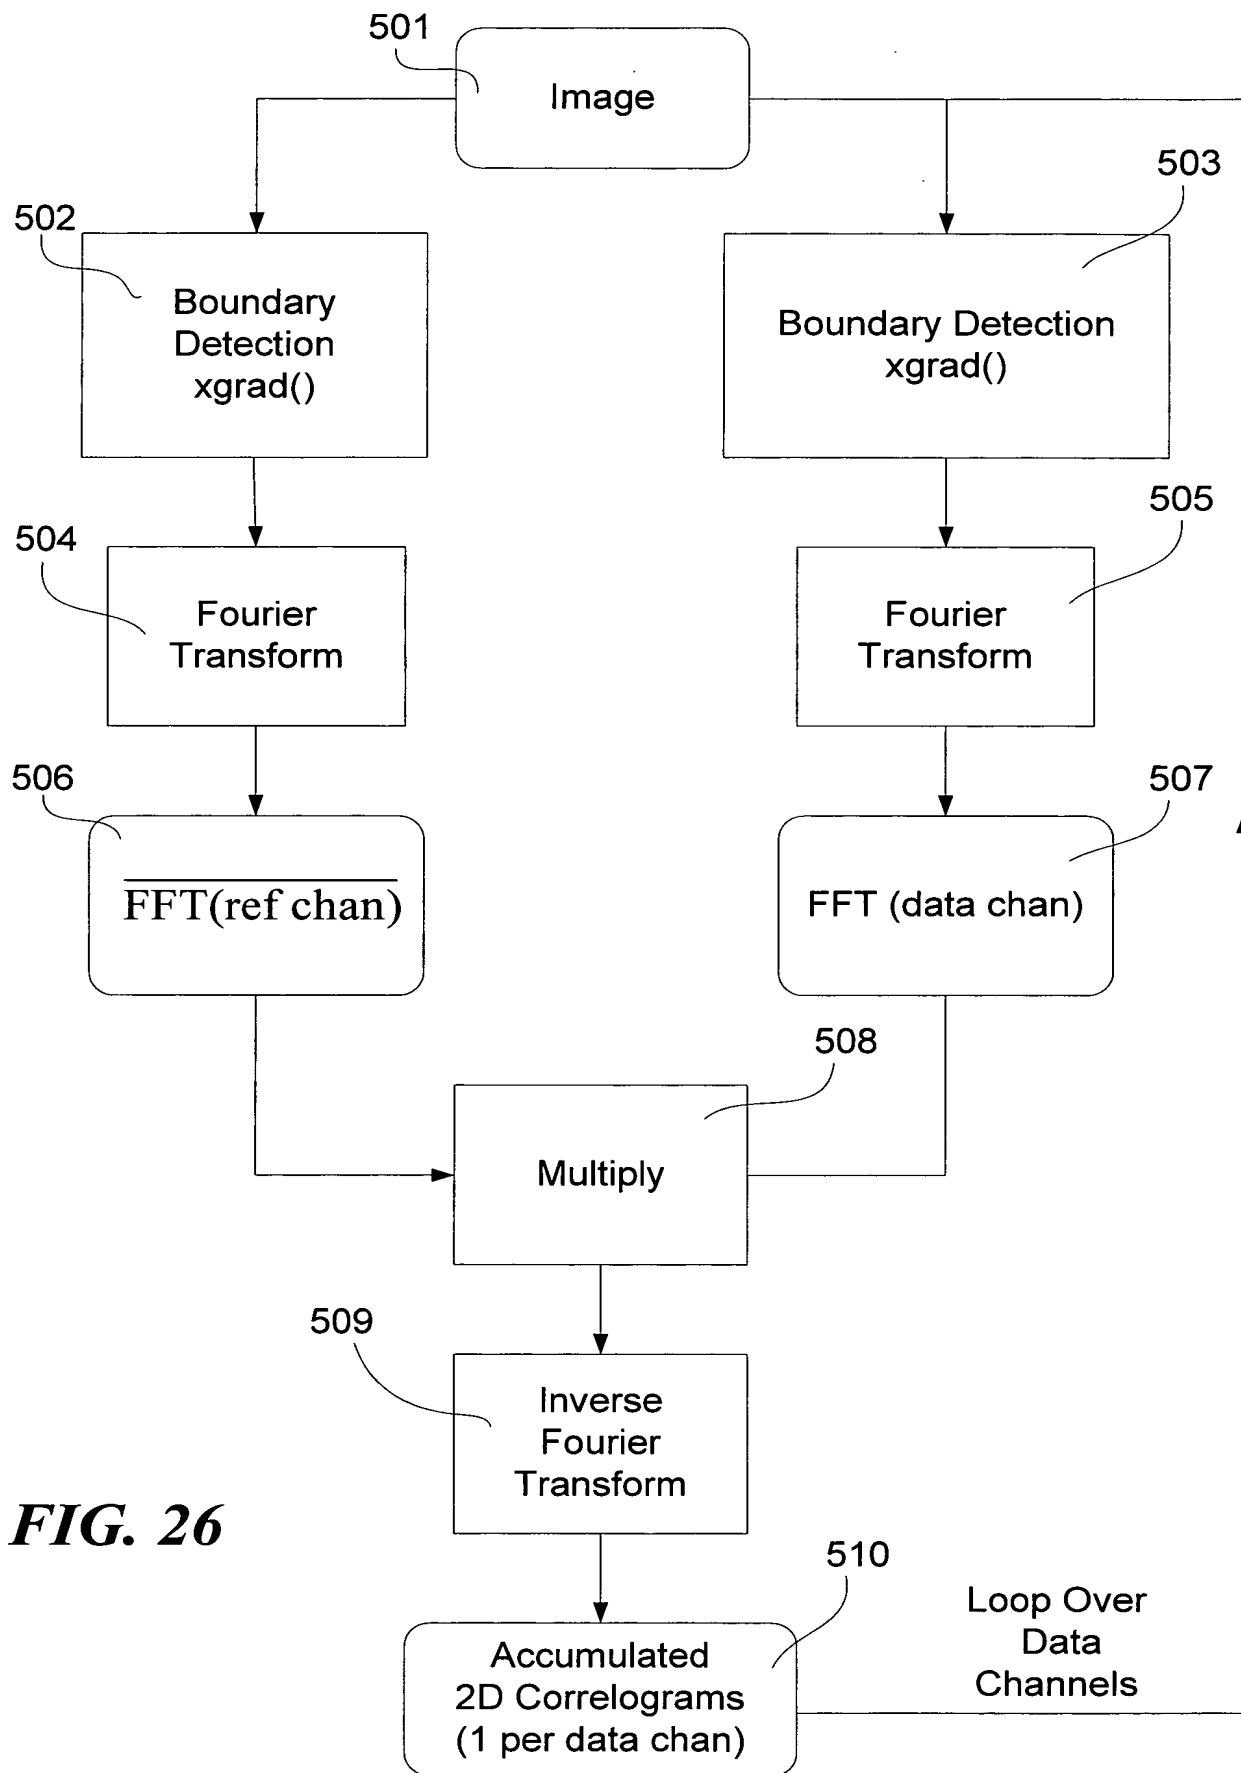 501
Image
503
502
Boundary
Detection
xgrad()
Boundary Detection
xgrad()
504
505
Fourier
Transform
Fourier
Transform
506
507
FFT(ref chan)
FFT (data chan)
508
Multiply
509
Inverse
Fourier
Transform
FIG. 26
510
Accumulated
2D Correlograms
(1 per data chan)
Loop Over
Data
Channels